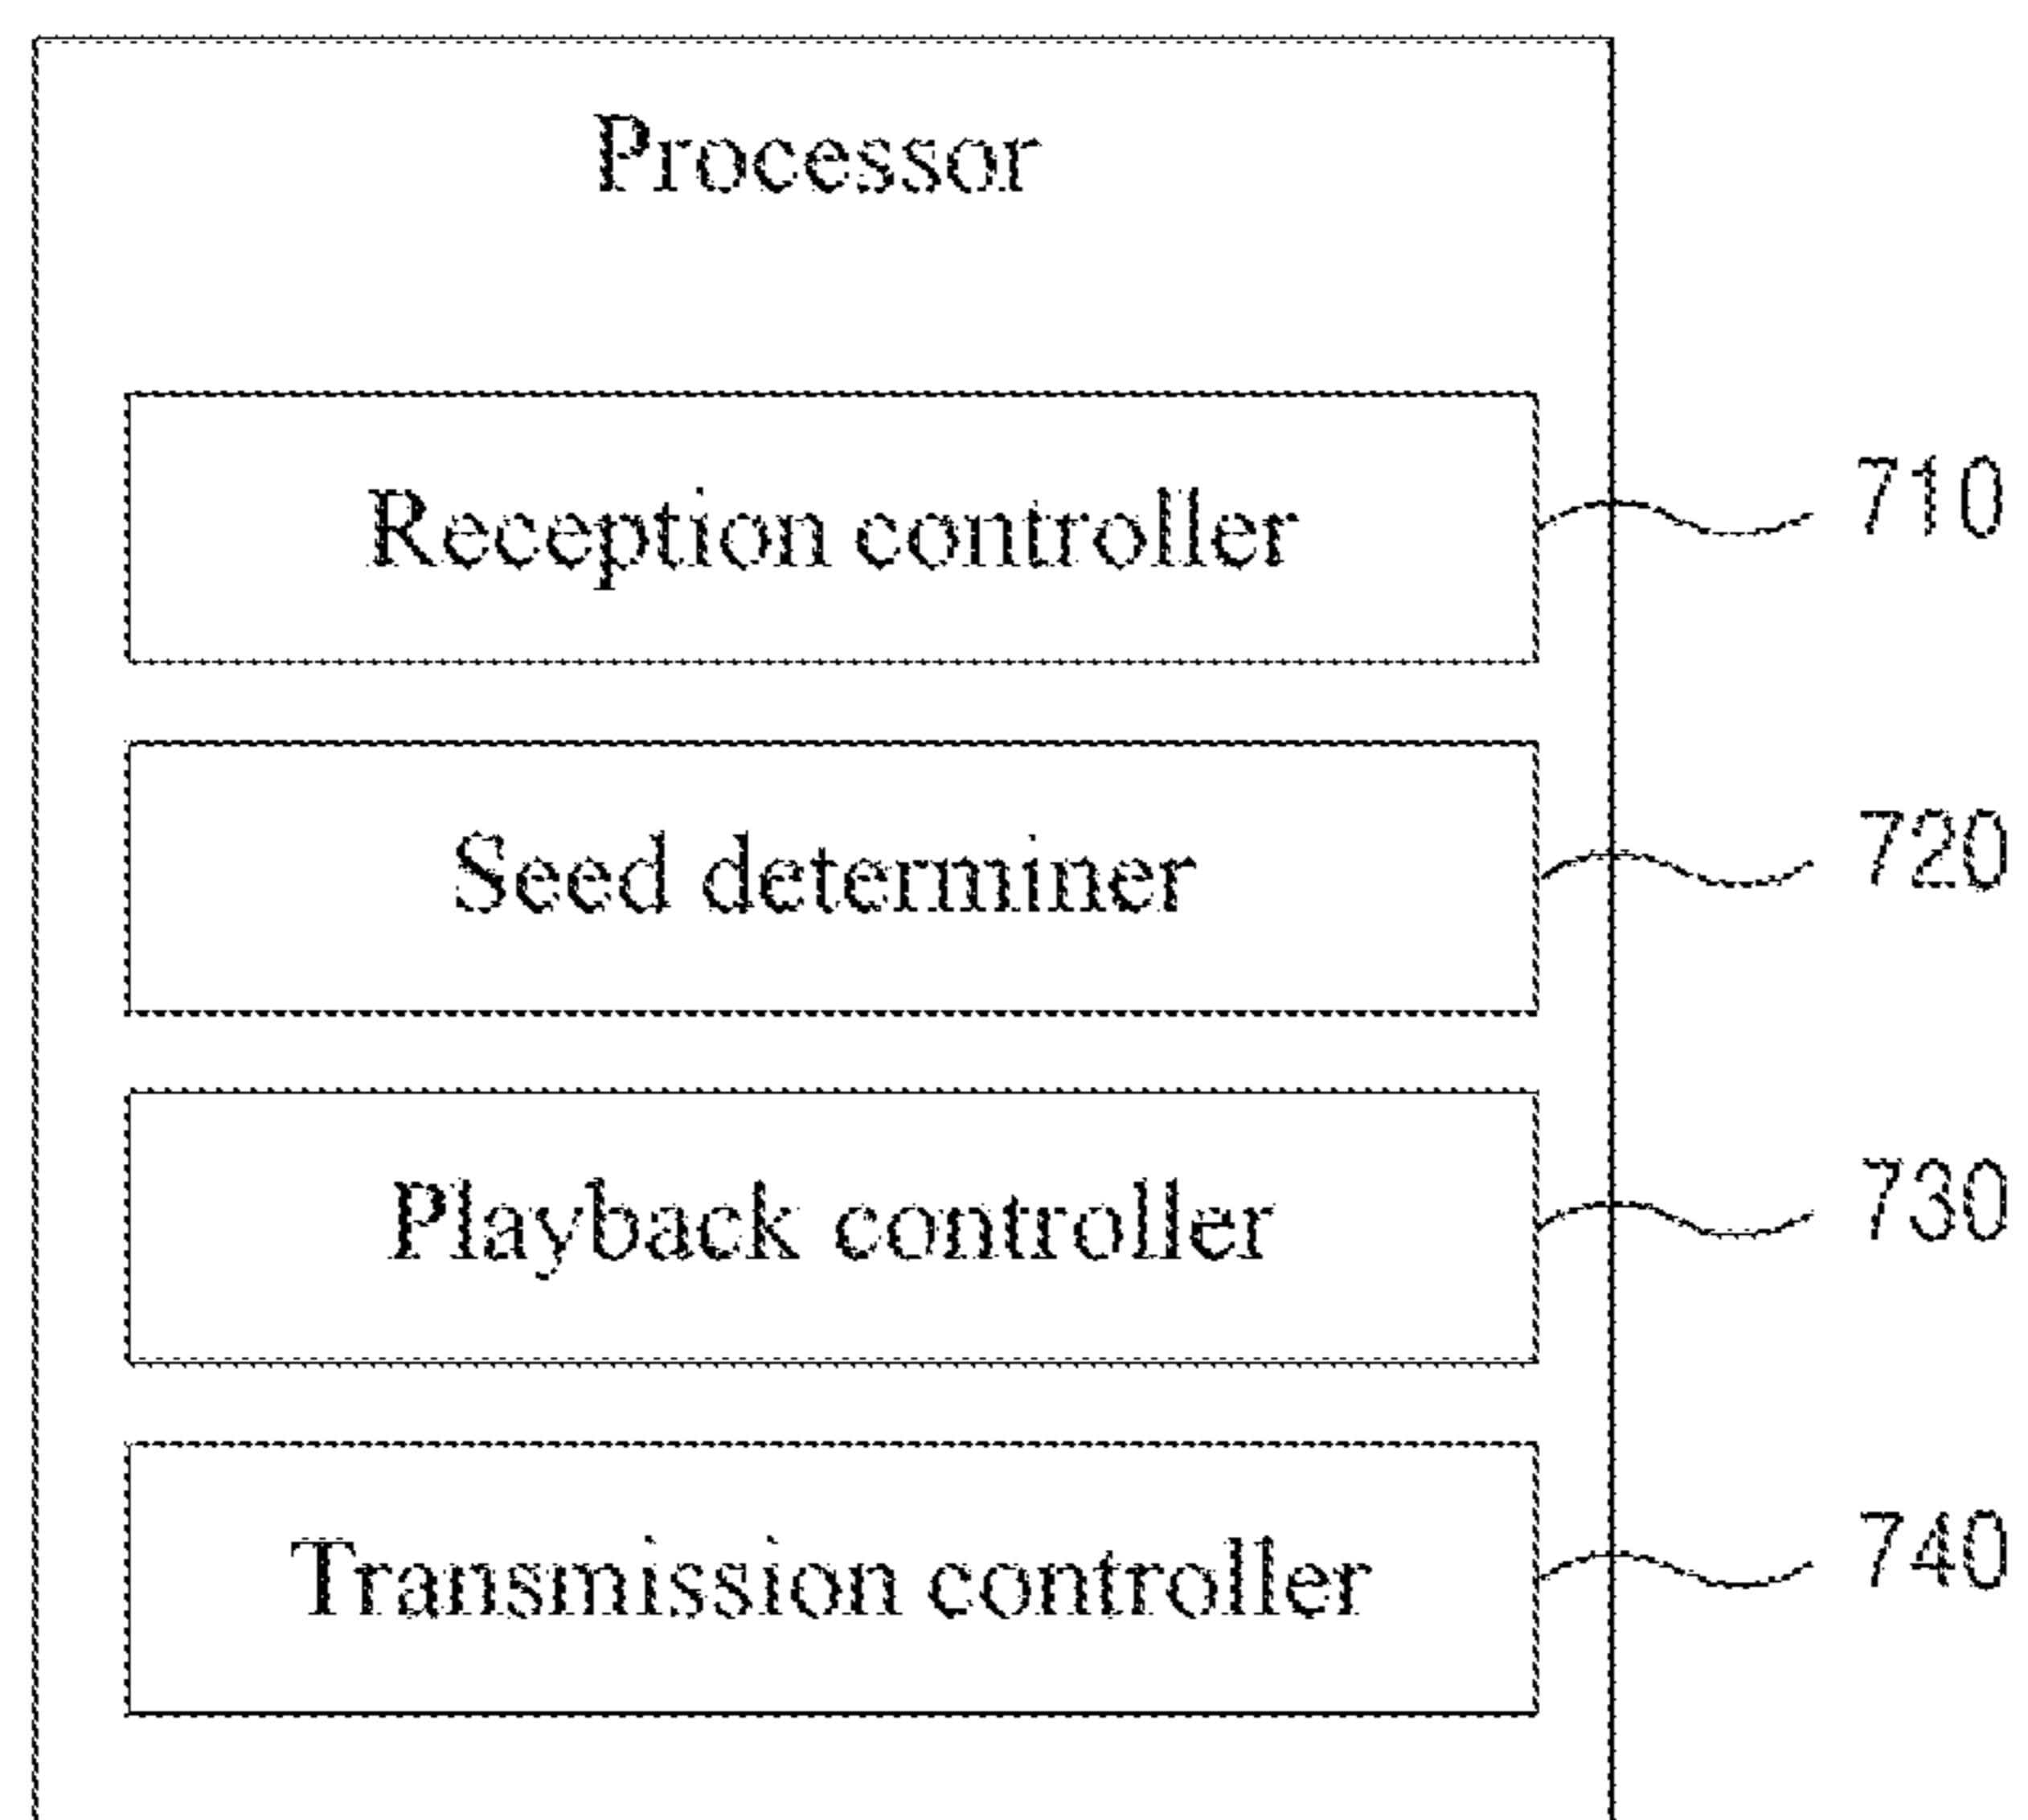 Processor
Reception controller 710
Seed determiner 720
Playback controller 730
Transmission controller 740